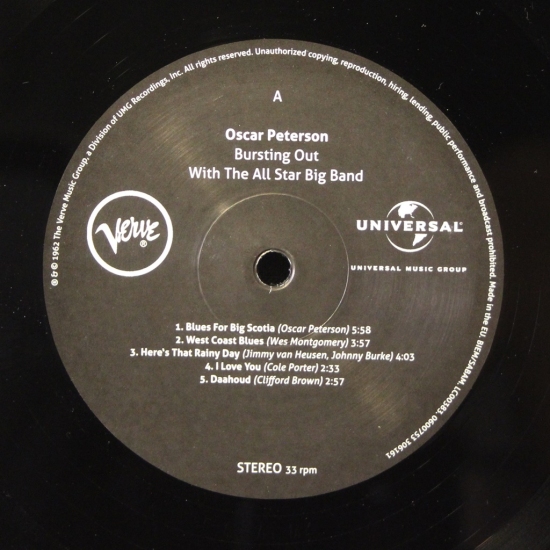 ℗ & © 1962 The Verve Music Group, a Division of UMG Recordings, Inc. All rights reserved. Unauthorized copying, reproduction, hiring, lending, public performance and broadcast prohibited. Made in the EU. BIEM/SABAM. LC00383. 0600753 306161
A
Oscar Peterson
Bursting Out
With The All Star Big Band
Verve®
UNIVERSAL
UNIVERSAL MUSIC GROUP
1. Blues For Big Scotia (Oscar Peterson) 5:58
2. West Coast Blues (Wes Montgomery) 3:57
3. Here's That Rainy Day (Jimmy van Heusen, Johnny Burke) 4:03
4. I Love You (Cole Porter) 2:33
5. Daahoud (Clifford Brown) 2:57
STEREO 33 rpm